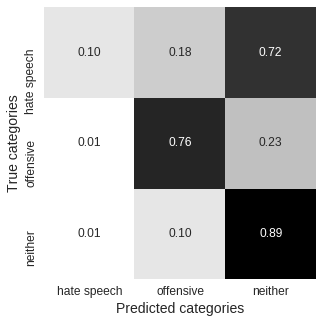 True categories
hate speech
0.10 0.18 0.72
offensive
0.01 0.76 0.23
neither
0.01 0.10 0.89
hate speech offensive neither
Predicted categories